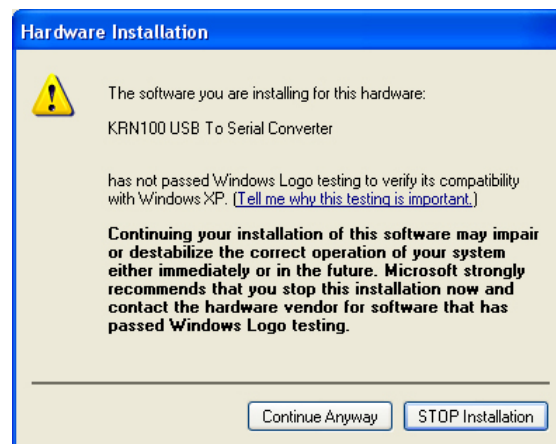 Hardware Installation
The software you are installing for this hardware:
KRN100 USB To Serial Converter
has not passed Windows Logo testing to verify its compatibility
with Windows XP. (Tell me why this testing is important.)
Continuing your installation of this software may impair
or destabilize the correct operation of your system
either immediately or in the future. Microsoft strongly
recommends that you stop this installation now and
contact the hardware vendor for software that has
passed Windows Logo testing.
Continue Anyway
STOP Installation